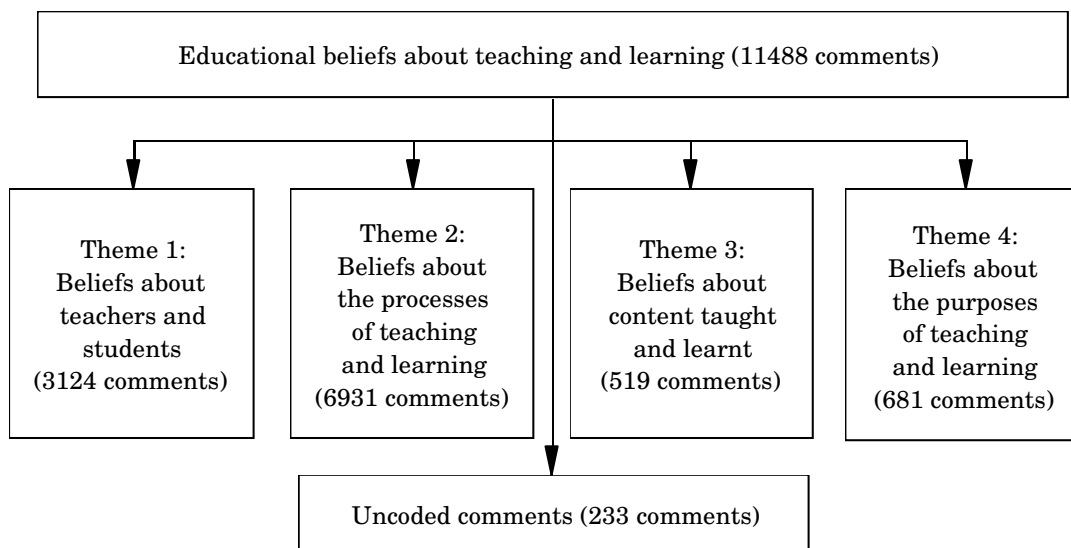 Educational beliefs about teaching and learning (11488 comments)
Theme 1:
Beliefs about
teachers and
students
(3124 comments)
Theme 2:
Beliefs about
the processes
of teaching
and learning
(6931 comments)
Theme 3:
Beliefs about
content taught
and learnt
(519 comments)
Theme 4:
Beliefs about
the purposes
of teaching
and learning
(681 comments)
Uncoded comments (233 comments)